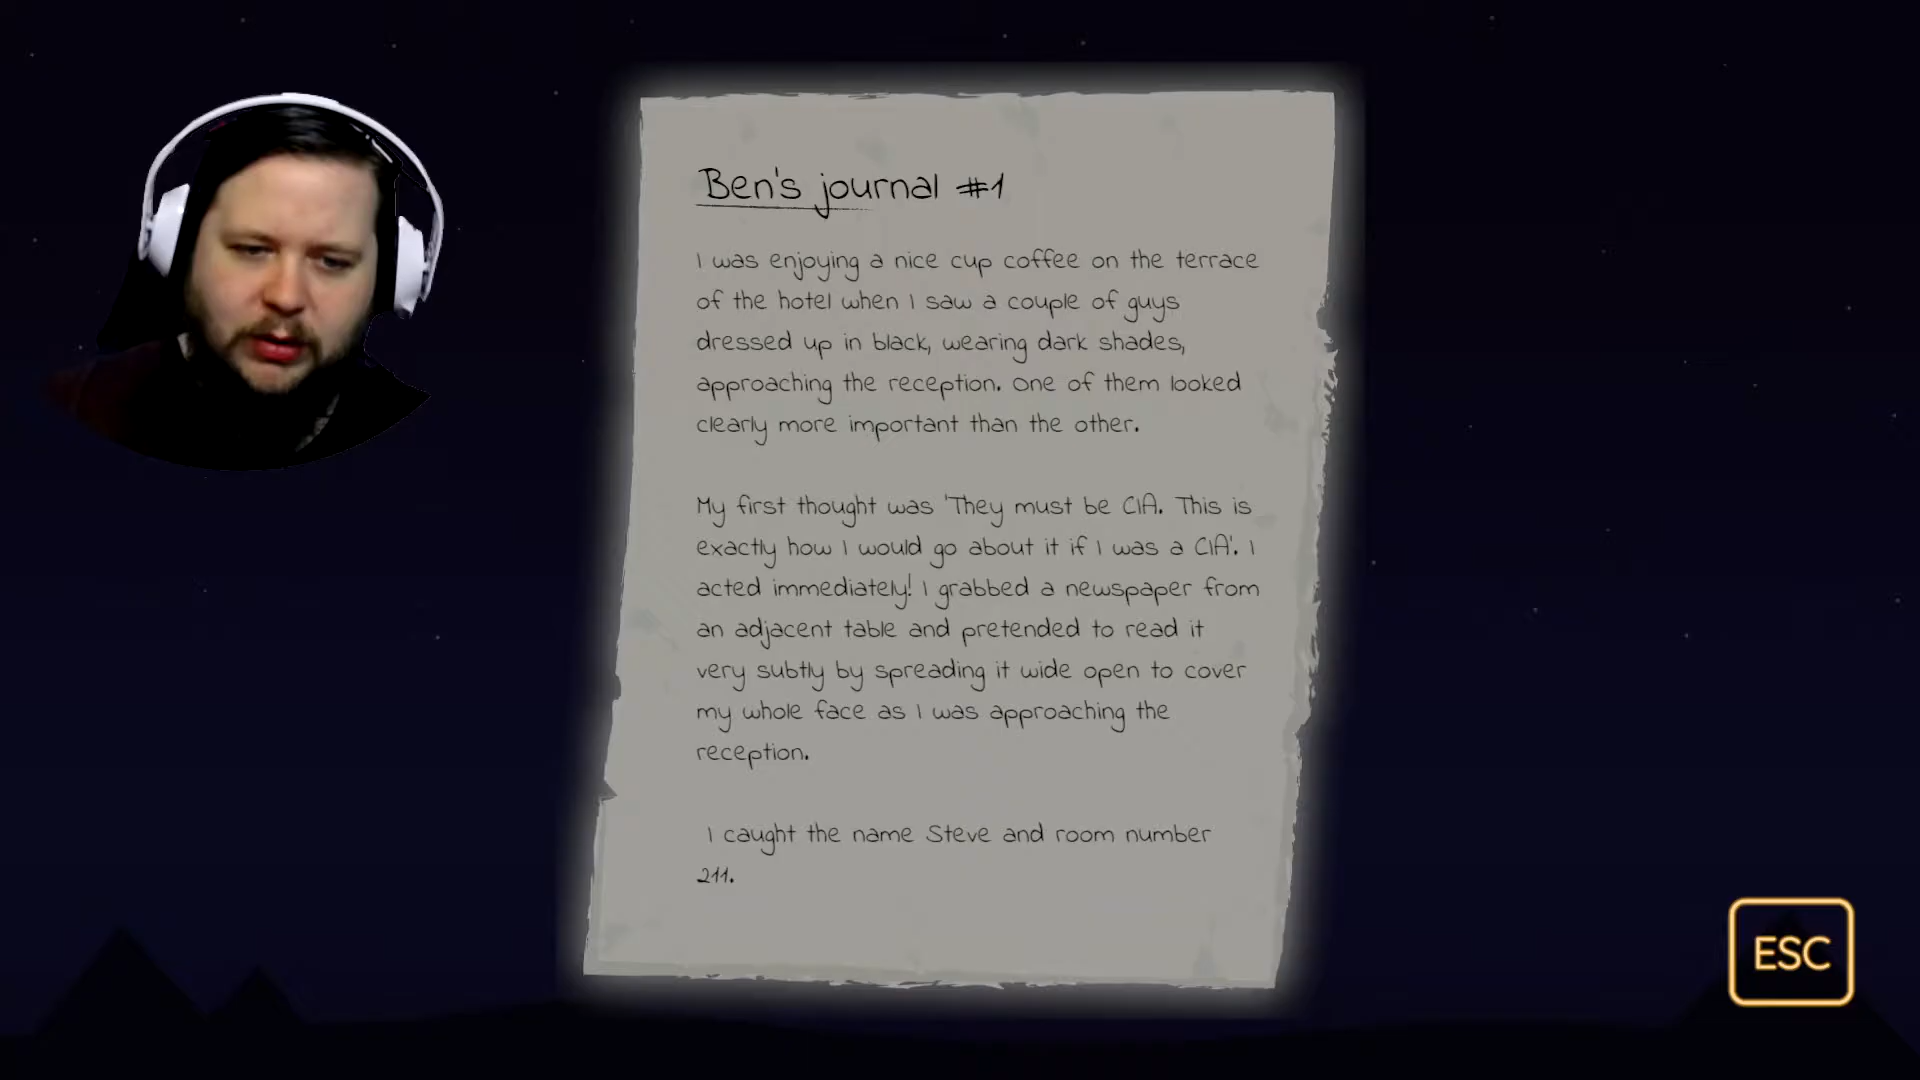 Ben's journal #1
I was enjoying a nice cup coffee on the terrace
of the hotel when I saw a couple of guys
dressed up in black, wearing dark shades,
approaching the reception. One of them looked
clearly more important than the other.
My first thought was 'They must be CIA. This is
exactly how I would go about it if I was a CIA'. I
acted immediately! I grabbed a newspaper from
an adjacent table and pretended to read it
very subtly by spreading it wide open to cover
my whole face as I was approaching the
reception.
I caught the name Steve and room number
211.
ESC